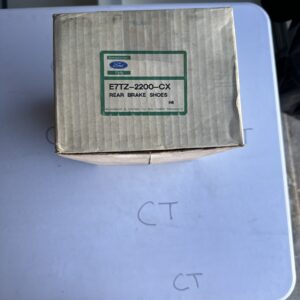 Ford
E7TZ-2200-CX
REAR BRAKE SHOES
CT
CT